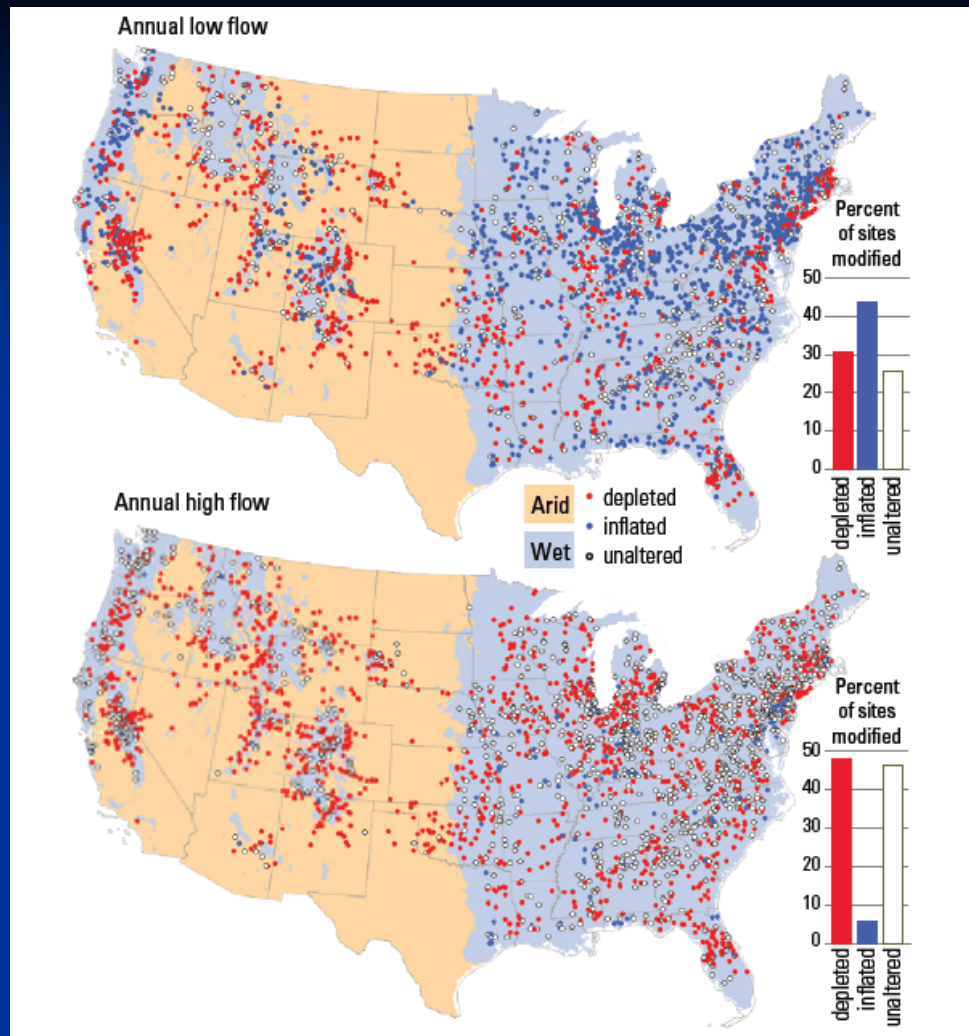 Annual low flow
Percent
of sites
modified
50
40
30
20
10
0
depleted
inflated
unaltered
Annual high flow
Arid
Wet
depleted
inflated
unaltered
Percent
of sites
modified
50
40
30
20
10
0
depleted
inflated
unaltered